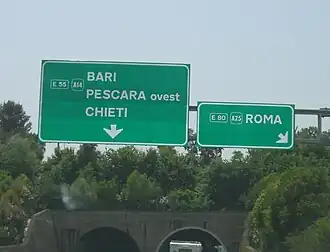 E 55 A14 BARI
PESCARA ovest
CHIETI
E 80 A25 ROMA